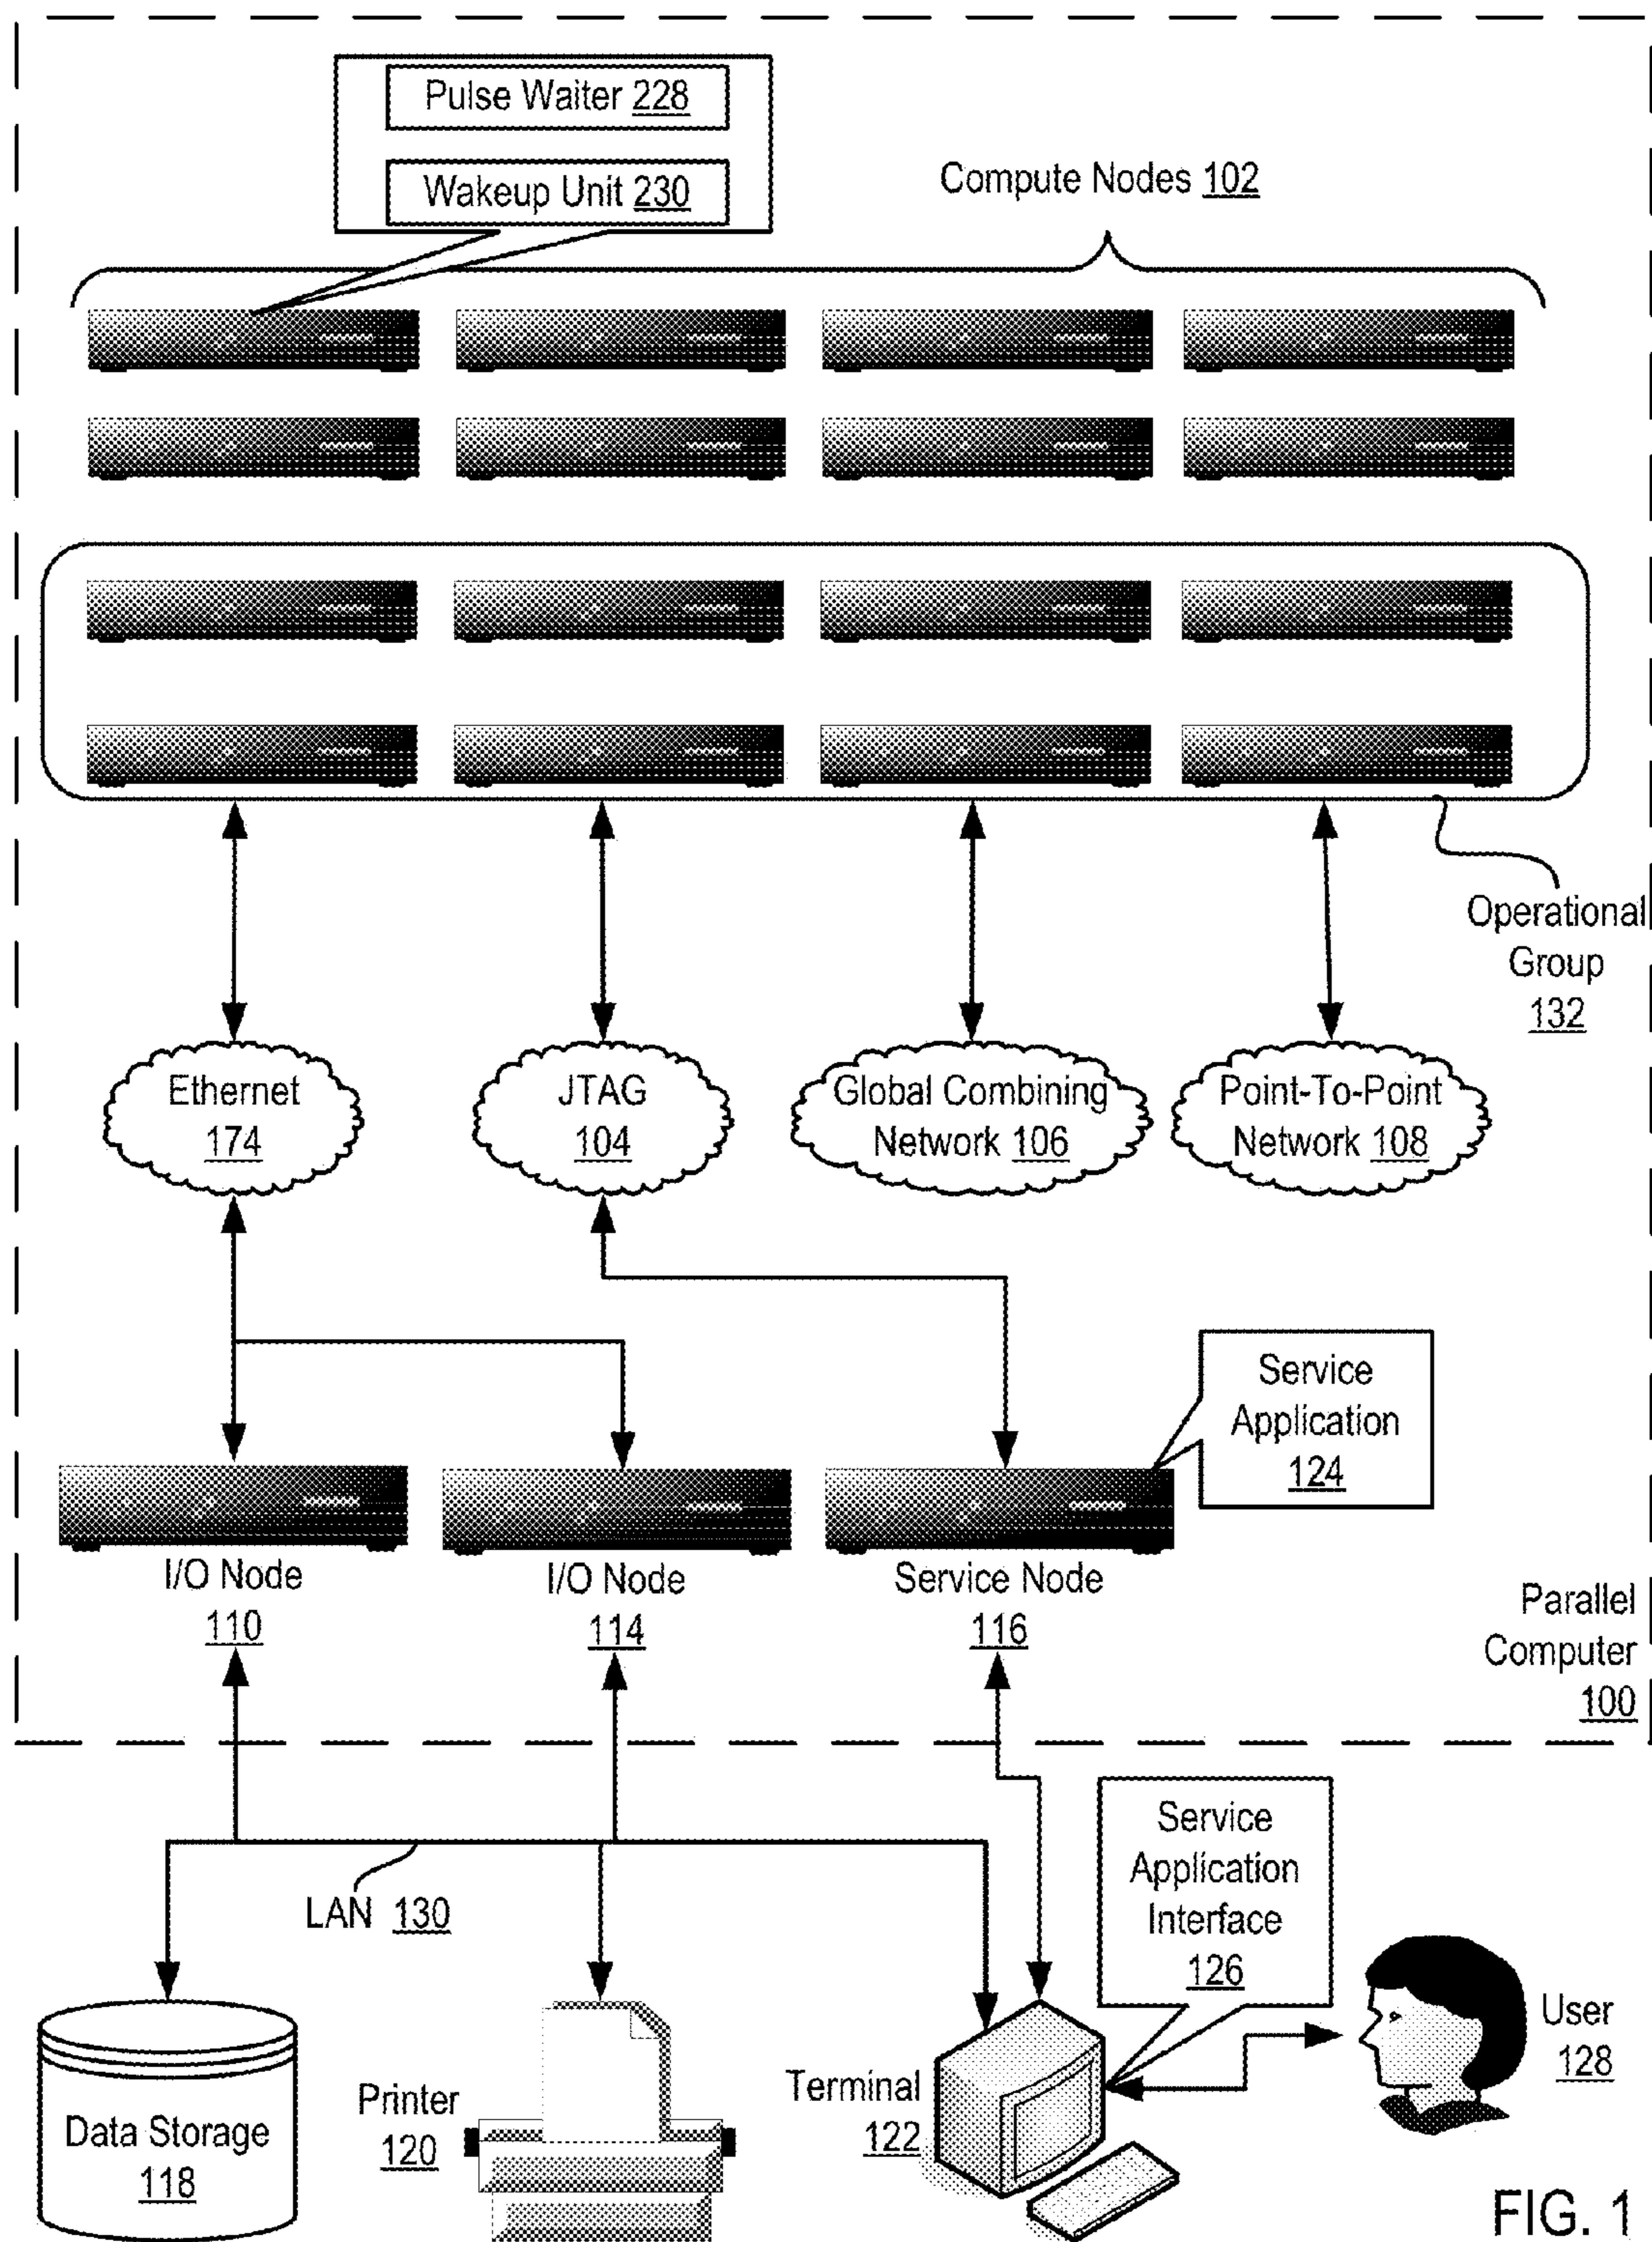 Pulse Waiter 228
Wakeup Unit 230
Compute Nodes 102
Operational
Group
132
Ethernet
174
JTAG
104
Global Combining
Network 106
Point-To-Point
Network 108
Service
Application
124
I/O Node
110
I/O Node
114
Service Node
116
Parallel
Computer
100
Service
Application
Interface
126
LAN 130
User
128
Data Storage
118
Printer
120
Terminal
122
FIG. 1